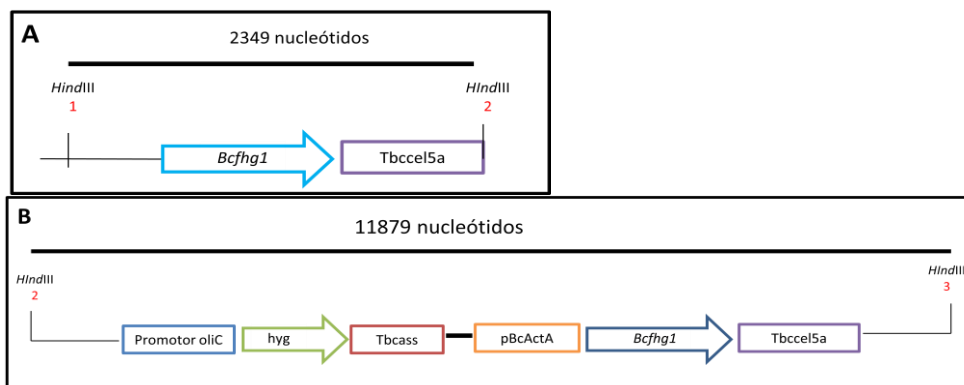 A
2349 nucleótidos
HindIII HIndIII
1 2
Bcfhg1 Tbccel5a
B
11879 nucleótidos
HIndIII HIndIII
2 3
Promotor oliC hyg Tbcass pBcActA Bcfhg1 Tbccel5a